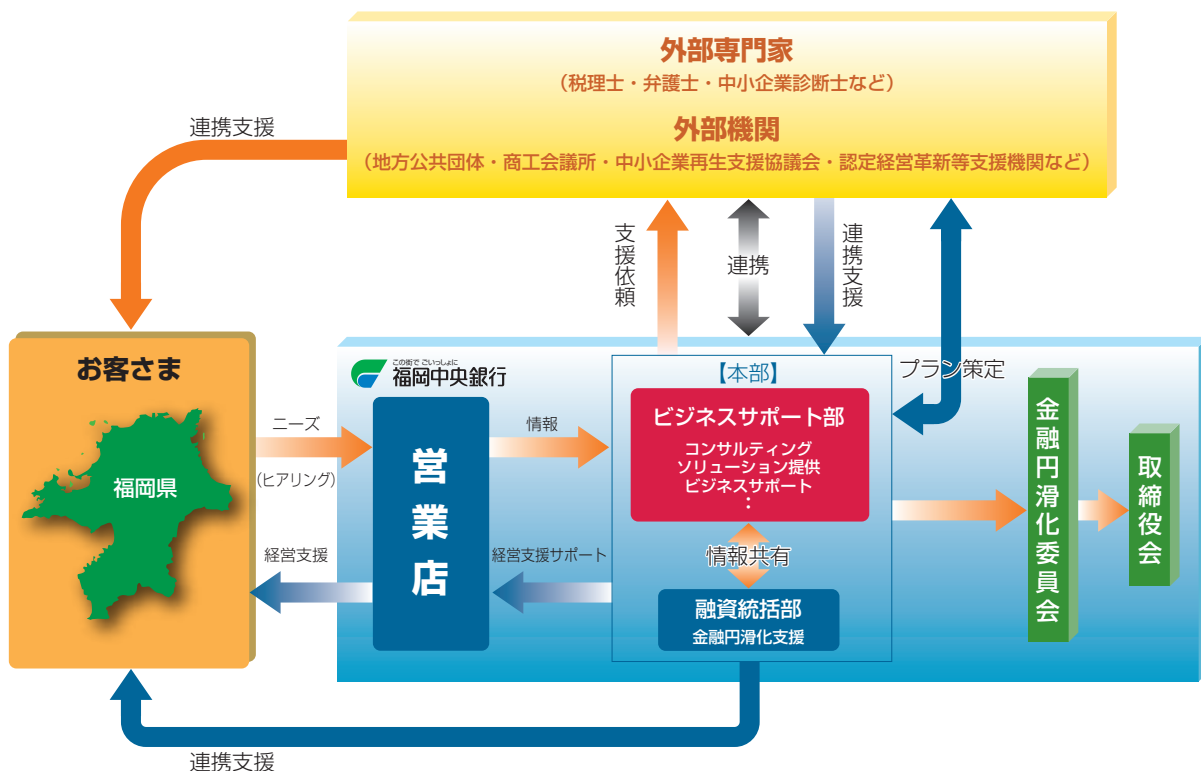 外部専門家
(税理士・弁護士・中小企業診断士など)
外部機関
(地方公共団体・商工会議所・中小企業再生支援協議会・認定経営革新等支援機関など)
連携支援
支援依頼
連携
連携支援
プラン策定
お客さま
福岡県
ニーズ
(ヒアリング)
経営支援
この街で ごいっしょに
福岡中央銀行
営業店
情報
経営支援サポート
【本部】
ビジネスサポート部
コンサルティング
ソリューション提供
ビジネスサポート
:
情報共有
融資統括部
金融円滑化支援
金融円滑化委員会
取締役会
連携支援